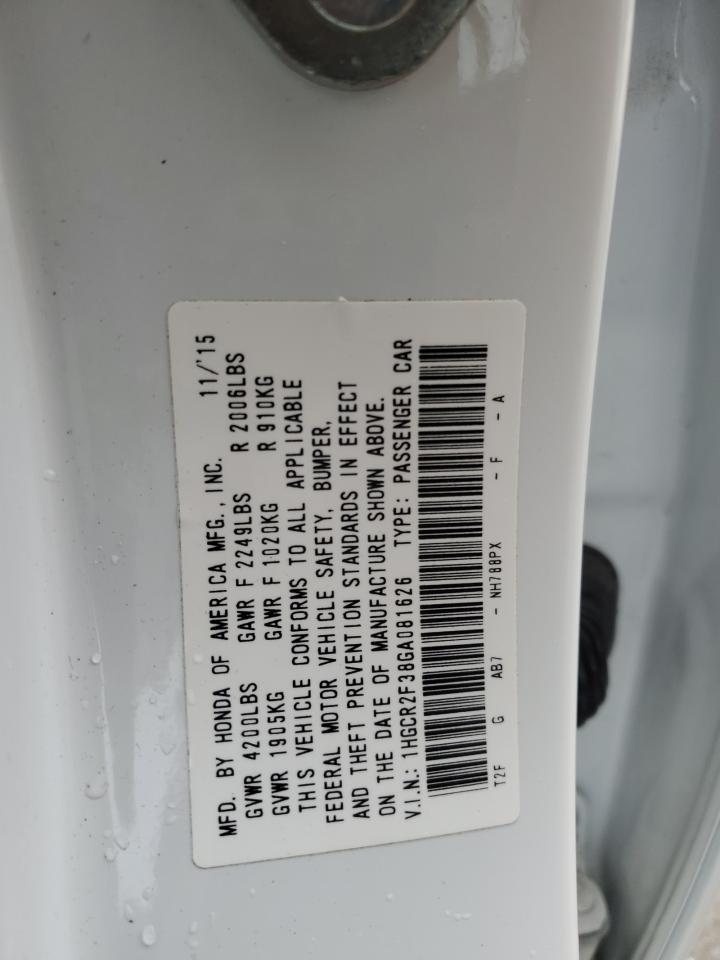 MFD. BY HONDA OF AMERICA MFG., INC. 11/'15
GVWR 4200LBS GAWR F 2249LBS R 2006LBS
GVWR 1905KG GAWR F 1020KG R 910KG
THIS VEHICLE CONFORMS TO ALL APPLICABLE
FEDERAL MOTOR VEHICLE SAFETY, BUMPER,
AND THEFT PREVENTION STANDARDS IN EFFECT
ON THE DATE OF MANUFACTURE SHOWN ABOVE.
V.I.N.: 1HGCR2F38GA081626 TYPE: PASSENGER CAR
T2F G AB7 - NH788PX - F - A